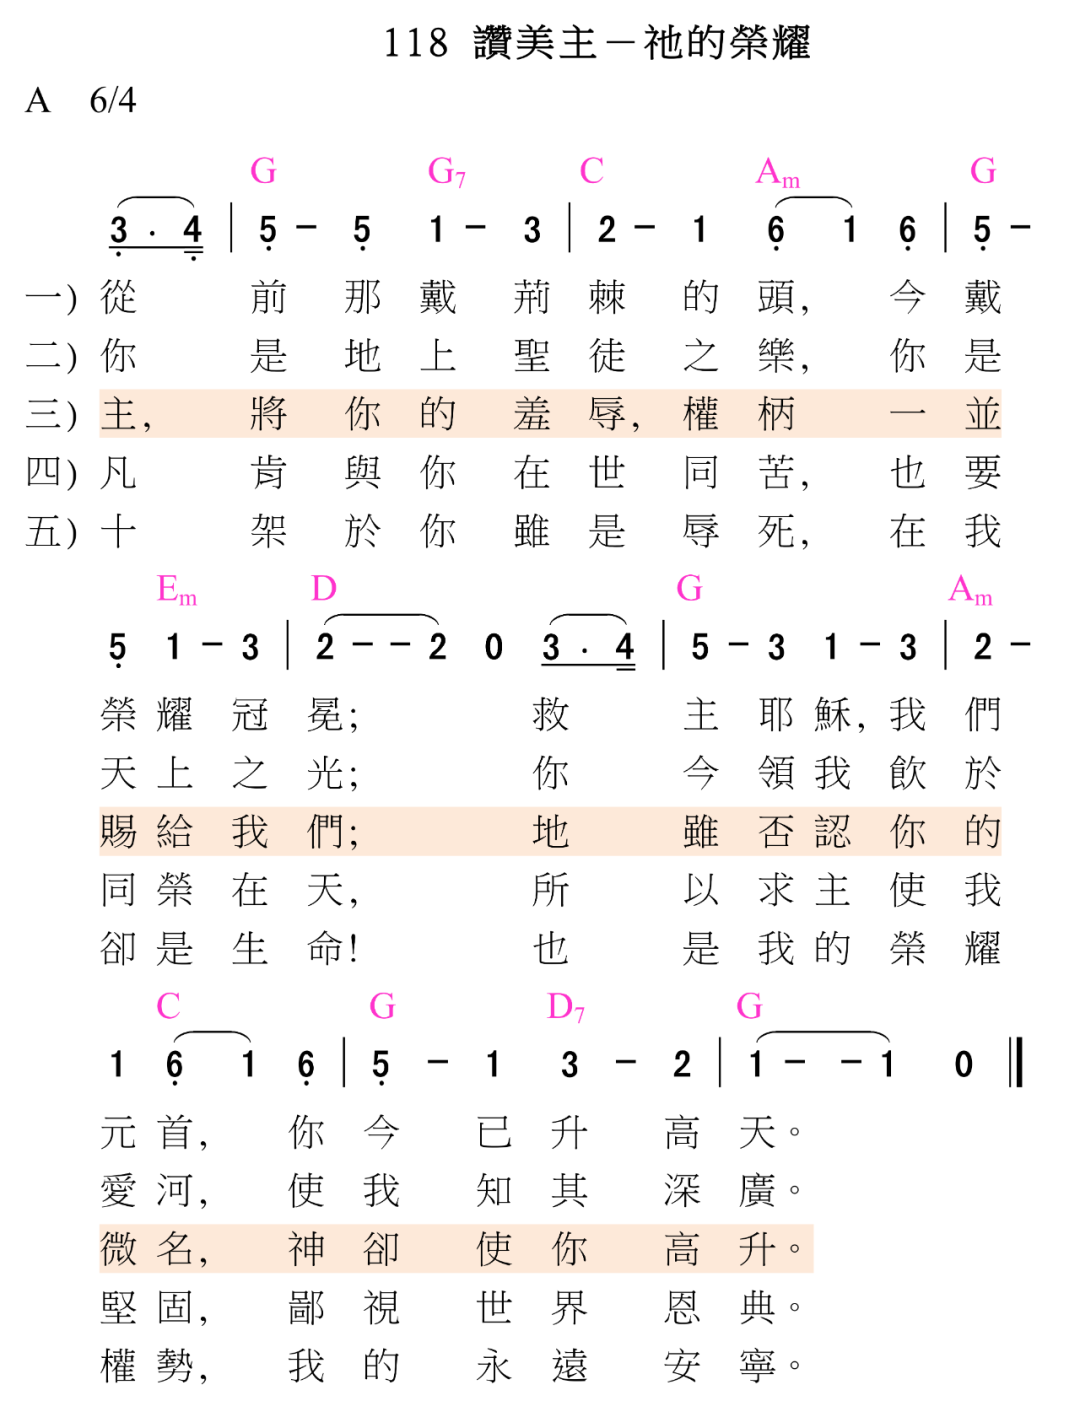 118 讚美主－祂的榮耀
A 6/4
G G7 C Am G
3 · 4 | 5 － 5 1 － 3 | 2 － 1 6 1 6 | 5 －
一) 從 前 那 戴 荊 棘 的 頭, 今 戴
二) 你 是 地 上 聖 徒 之 樂, 你 是
三) 主, 將 你 的 羞 辱, 權 柄 一 並
四) 凡 肯 與 你 在 世 同 苦, 也 要
五) 十 架 於 你 雖 是 辱 死, 在 我
Em D G Am
5 1 － 3 | 2 － － 2 0 3 · 4 | 5 － 3 1 － 3 | 2 －
榮 耀 冠 冕; 救 主 耶 穌, 我 們
天 上 之 光; 你 今 領 我 飲 於
賜 給 我 們; 地 雖 否 認 你 的
同 榮 在 天, 所 以 求 主 使 我
卻 是 生 命! 也 是 我 的 榮 耀
C G D7 G
1 6 1 6 | 5 － 1 3 － 2 | 1 － － 1 0 ‖
元 首, 你 今 已 升 高 天。
愛 河, 使 我 知 其 深 廣。
微 名, 神 卻 使 你 高 升。
堅 固, 鄙 視 世 界 恩 典。
權 勢, 我 的 永 遠 安 寧。